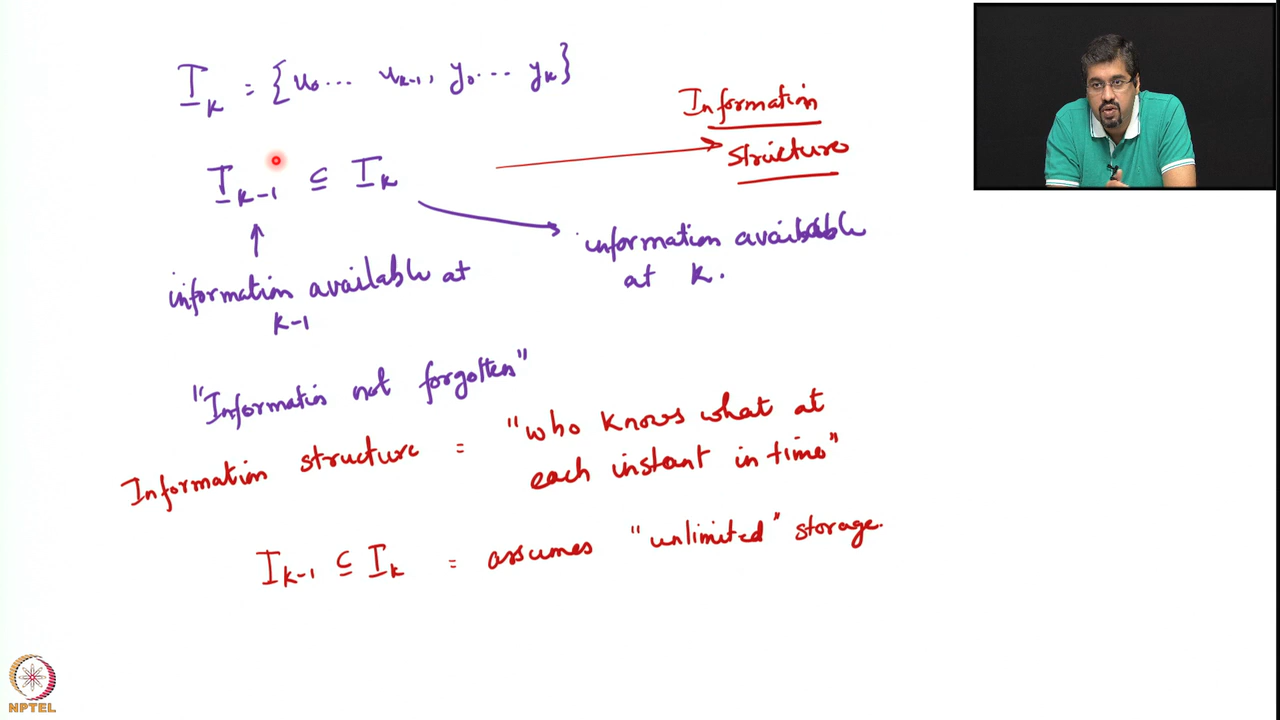 I_k = {u_0 ... u_{k-1}, y_0 ... y_k}
Information
structure
I_{k-1} ⊆ I_k
information available
at k.
information available at
k-1
"Information not forgotten"
Information structure = "who knows what at
each instant in time"
I_{k-1} ⊆ I_k = assumes "unlimited" storage.
NPTEL